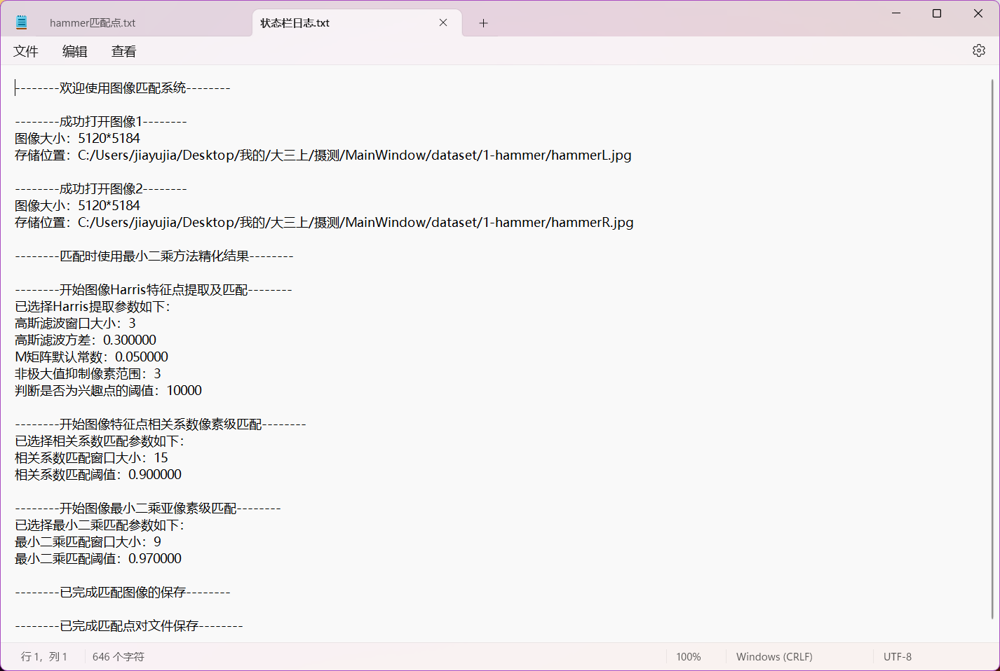 hammer匹配点.txt
状态栏日志.txt
文件 编辑 查看
--------欢迎使用图像匹配系统--------
--------成功打开图像1--------
图像大小：5120*5184
存储位置：C:/Users/jiayujia/Desktop/我的/大三上/摄测/MainWindow/dataset/1-hammer/hammerL.jpg
--------成功打开图像2--------
图像大小：5120*5184
存储位置：C:/Users/jiayujia/Desktop/我的/大三上/摄测/MainWindow/dataset/1-hammer/hammerR.jpg
--------匹配时使用最小二乘方法精化结果--------
--------开始图像Harris特征点提取及匹配--------
已选择Harris提取参数如下：
高斯滤波窗口大小：3
高斯滤波方差：0.300000
M矩阵默认常数：0.050000
非极大值抑制像素范围：3
判断是否为兴趣点的阈值：10000
--------开始图像特征点相关系数像素级匹配--------
已选择相关系数匹配参数如下：
相关系数匹配窗口大小：15
相关系数匹配阈值：0.900000
--------开始图像最小二乘亚像素级匹配--------
已选择最小二乘匹配参数如下：
最小二乘匹配窗口大小：9
最小二乘匹配阈值：0.970000
--------已完成匹配图像的保存--------
--------已完成匹配点对文件保存--------
行 1，列 1 646 个字符 100% Windows (CRLF) UTF-8